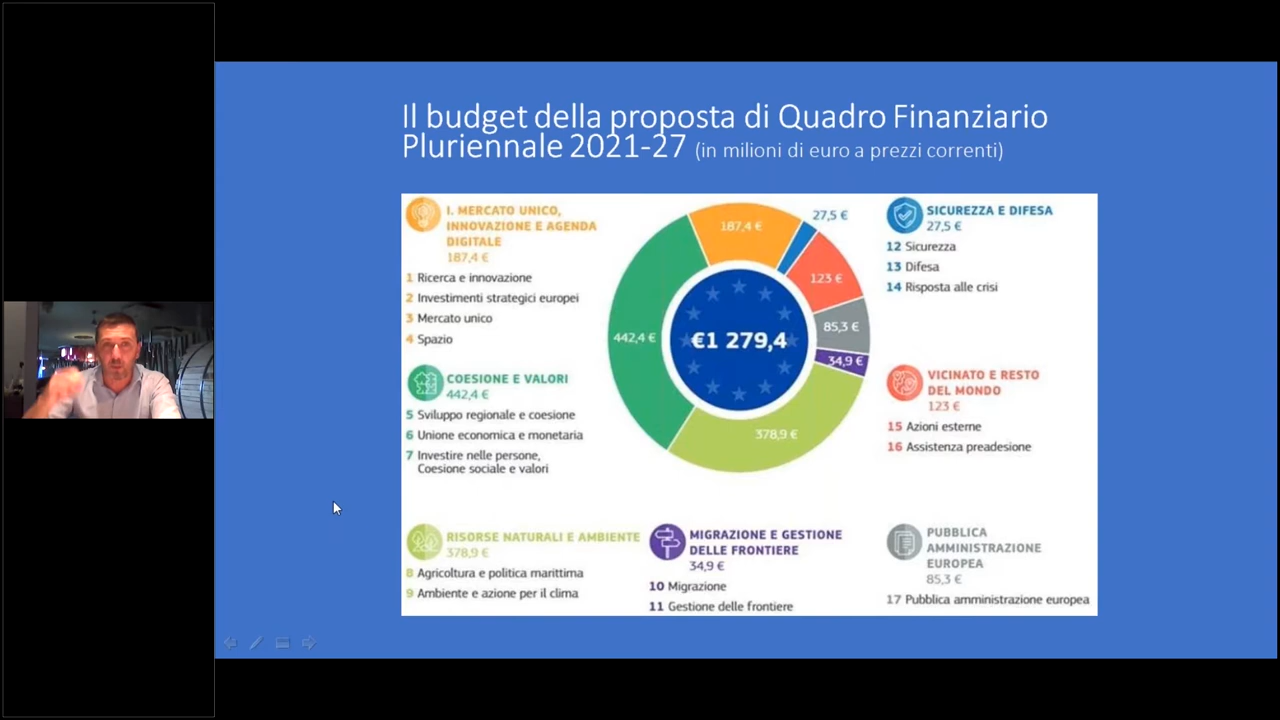 Il budget della proposta di Quadro Finanziario
Pluriennale 2021-27 (in milioni di euro a prezzi correnti)
I. MERCATO UNICO,
INNOVAZIONE E AGENDA
DIGITALE
187,4 €
1 Ricerca e innovazione
2 Investimenti strategici europei
3 Mercato unico
4 Spazio
COESIONE E VALORI
442,4 €
5 Sviluppo regionale e coesione
6 Unione economica e monetaria
7 Investire nelle persone,
Coesione sociale e valori
RISORSE NATURALI E AMBIENTE
378,9 €
8 Agricoltura e politica marittima
9 Ambiente e azione per il clima
187,4 €
27,5 €
123 €
85,3 €
34,9 €
378,9 €
442,4 €
€1 279,4
MIGRAZIONE E GESTIONE
DELLE FRONTIERE
34,9 €
10 Migrazione
11 Gestione delle frontiere
SICUREZZA E DIFESA
27,5 €
12 Sicurezza
13 Difesa
14 Risposta alle crisi
VICINATO E RESTO
DEL MONDO
123 €
15 Azioni esterne
16 Assistenza preadesione
PUBBLICA
AMMINISTRAZIONE
EUROPEA
85,3 €
17 Pubblica amministrazione europea